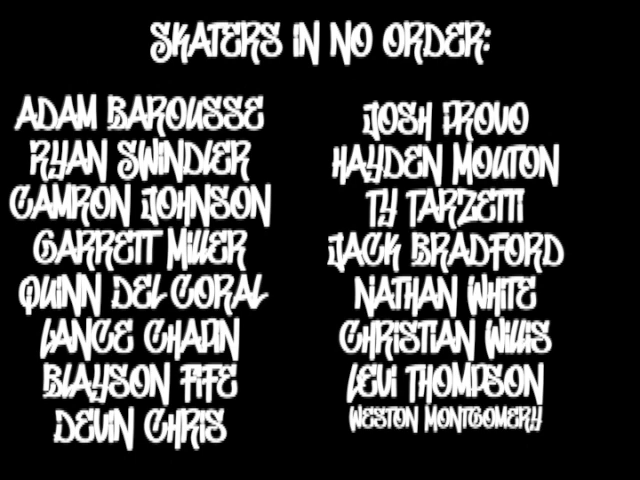 SKATERS IN NO ORDER:
ADAM BAROUSSE
RYAN SWINDLER
CAMRON JOHNSON
GARRETT MILLER
QUINN DEL CORAL
LANCE CHAPIN
BLAYSON FIFE
DEVIN CHRIS
JOSH PROVO
HAYDEN MOUTON
TY TARZETTI
JACK BRADFORD
NATHAN WHITE
CHRISTIAN WILLIS
LEVI THOMPSON
WESTON MONTGOMERY